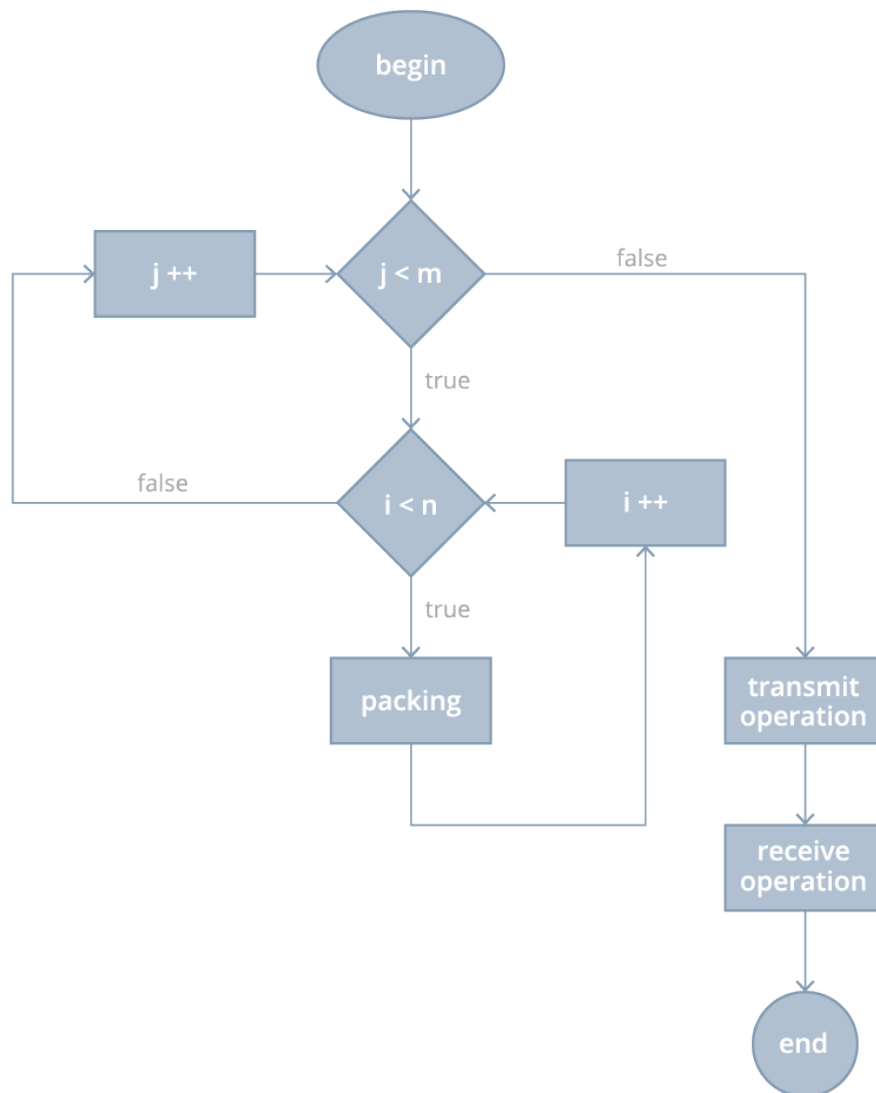 begin
j ++
j < m
false
true
false
i < n
i ++
true
packing
transmit
operation
receive
operation
end